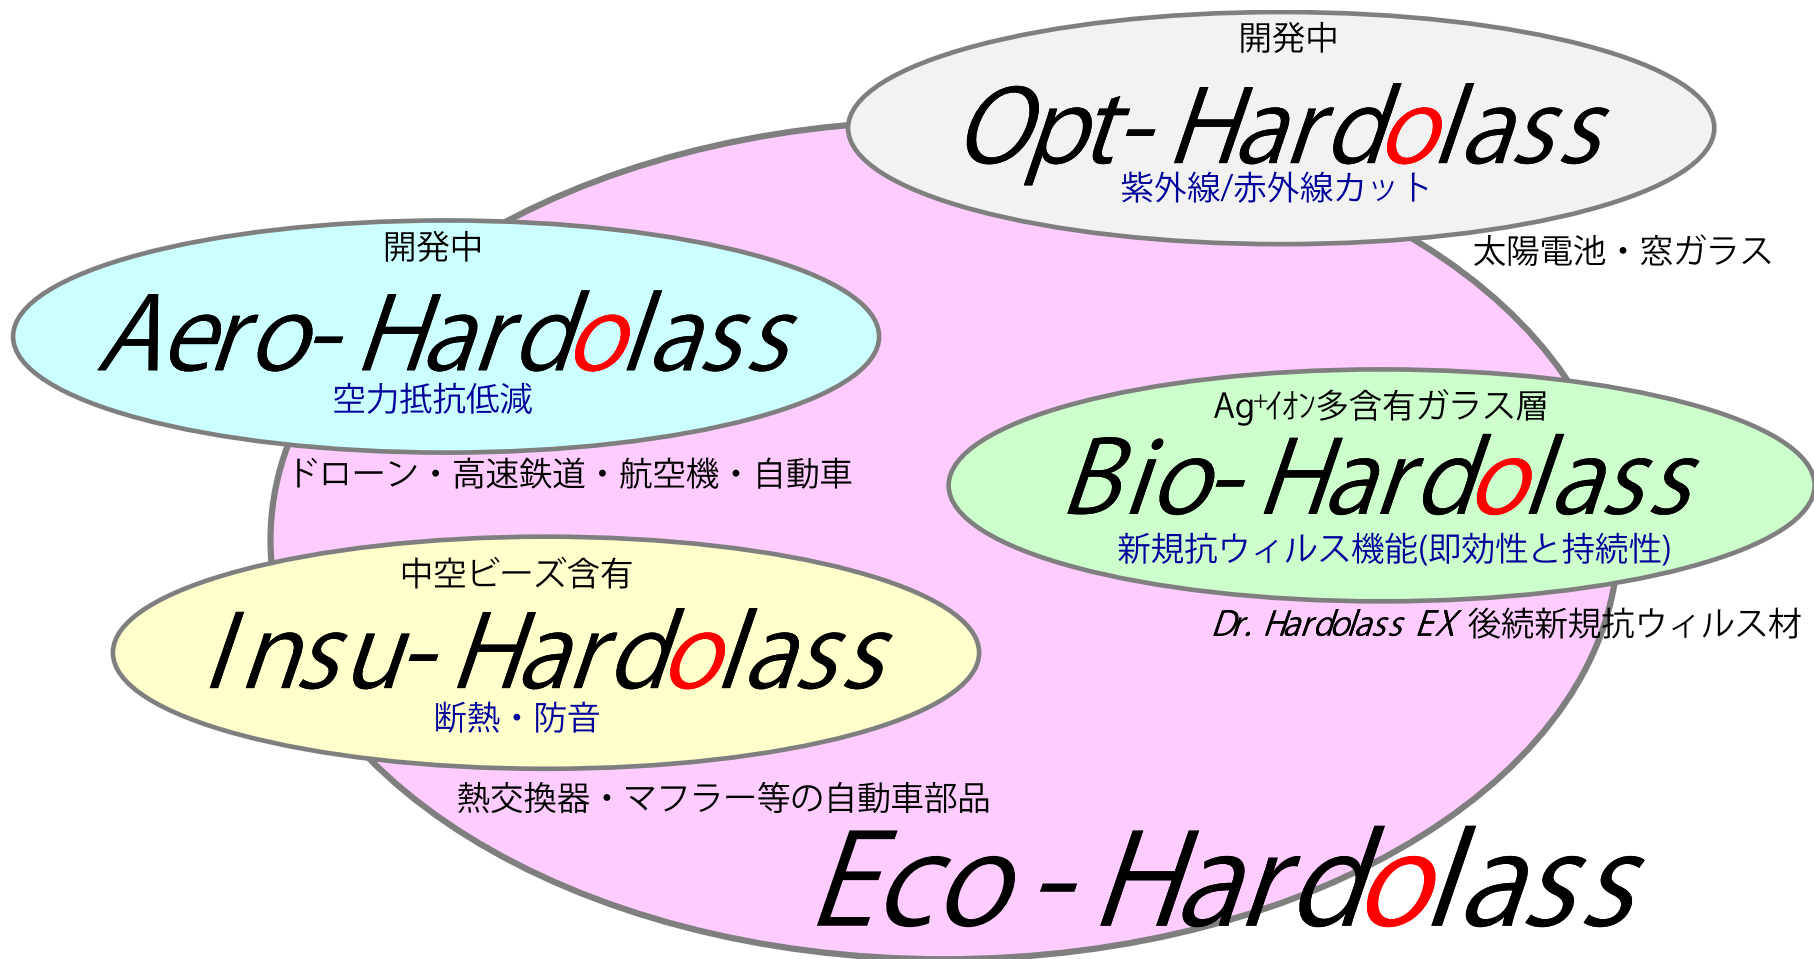 開発中
Opt-Hardolass
紫外線/赤外線カット
太陽電池・窓ガラス
開発中
Aero-Hardolass
空力抵抗低減
ドローン・高速鉄道・航空機・自動車
Ag⁺ｲｵﾝ多含有ガラス層
Bio-Hardolass
新規抗ウィルス機能(即効性と持続性)
Dr. Hardolass EX 後続新規抗ウィルス材
中空ビーズ含有
Insu-Hardolass
断熱・防音
熱交換器・マフラー等の自動車部品
Eco-Hardolass